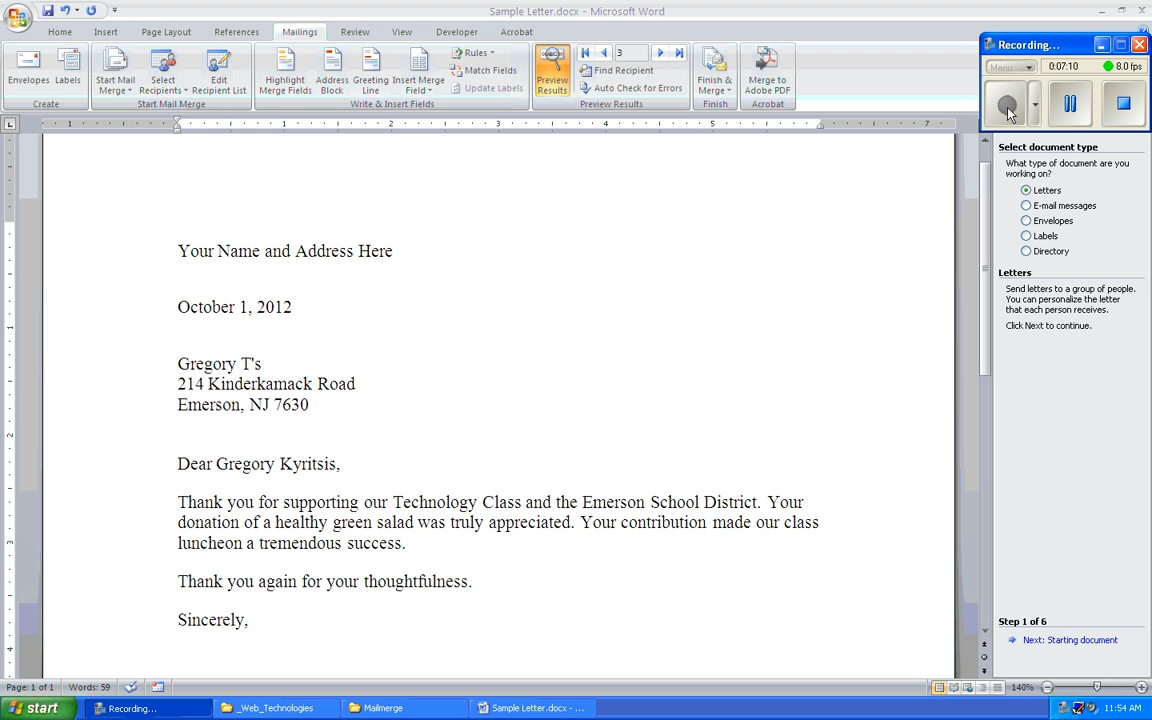 Sample Letter.docx - Microsoft Word
Home Insert Page Layout References Mailings Review View Developer Acrobat
Recording...
Menu 0:07:10 8.0 fps
Envelopes Labels
Create
Start Mail Merge Select Recipients Edit Recipient List
Start Mail Merge
Highlight Merge Fields Address Block Greeting Line Insert Merge Field
Rules
Match Fields
Update Labels
Write & Insert Fields
Preview Results
3
Find Recipient
Auto Check for Errors
Preview Results
Finish & Merge
Finish
Merge to Adobe PDF
Acrobat
1 1 2 3 4 5 7
Your Name and Address Here
October 1, 2012
Gregory T's
214 Kinderkamack Road
Emerson, NJ 7630
Dear Gregory Kyritsis,
Thank you for supporting our Technology Class and the Emerson School District. Your
donation of a healthy green salad was truly appreciated. Your contribution made our class
luncheon a tremendous success.
Thank you again for your thoughtfulness.
Sincerely,
Select document type
What type of document are you
working on?
Letters
E-mail messages
Envelopes
Labels
Directory
Letters
Send letters to a group of people.
You can personalize the letter
that each person receives.
Click Next to continue.
Step 1 of 6
Next: Starting document
Page: 1 of 1 Words: 59
140%
start Recording... _Web_Technologies Mailmerge Sample Letter.docx - ... 11:54 AM